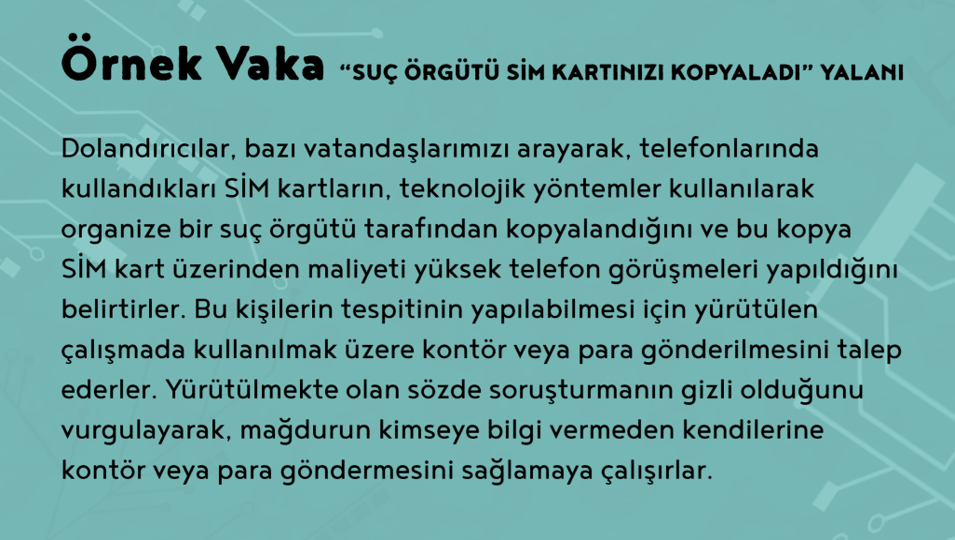 Örnek Vaka “SUÇ ÖRGÜTÜ SİM KARTINIZI KOPYALADI” YALANI
Dolandırıcılar, bazı vatandaşlarımızı arayarak, telefonlarında
kullandıkları SİM kartların, teknolojik yöntemler kullanılarak
organize bir suç örgütü tarafından kopyalandığını ve bu kopya
SİM kart üzerinden maliyeti yüksek telefon görüşmeleri yapıldığını
belirtirler. Bu kişilerin tespitinin yapılabilmesi için yürütülen
çalışmada kullanılmak üzere kontör veya para gönderilmesini talep
ederler. Yürütülmekte olan sözde soruşturmanın gizli olduğunu
vurgulayarak, mağdurun kimseye bilgi vermeden kendilerine
kontör veya para göndermesini sağlamaya çalışırlar.